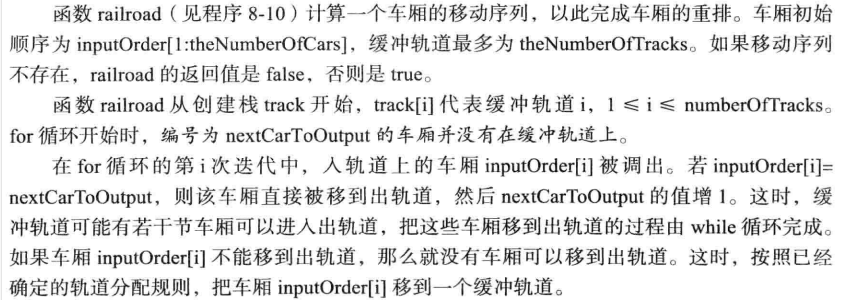 函数 railroad（见程序 8-10）计算一个车厢的移动序列，以此完成车厢的重排。车厢初始
顺序为 inputOrder[1:theNumberOfCars]，缓冲轨道最多为 theNumberOfTracks。如果移动序列
不存在，railroad 的返回值是 false，否则是 true。
函数 railroad 从创建栈 track 开始，track[i] 代表缓冲轨道 i，1 ≤ i ≤ numberOfTracks。
for 循环开始时，编号为 nextCarToOutput 的车厢并没有在缓冲轨道上。
在 for 循环的第 i 次迭代中，入轨道上的车厢 inputOrder[i] 被调出。若 inputOrder[i]=
nextCarToOutput，则该车厢直接被移到出轨道，然后 nextCarToOutput 的值增 1。这时，缓
冲轨道可能有若干节车厢可以进入出轨道，把这些车厢移到出轨道的过程由 while 循环完成。
如果车厢 inputOrder[i] 不能移到出轨道，那么就没有车厢可以移到出轨道。这时，按照已经
确定的轨道分配规则，把车厢 inputOrder[i] 移到一个缓冲轨道。